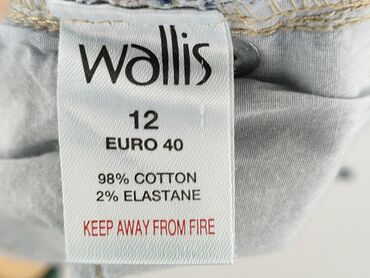 wallis
12
EURO 40
98% COTTON
2% ELASTANE
KEEP AWAY FROM FIRE